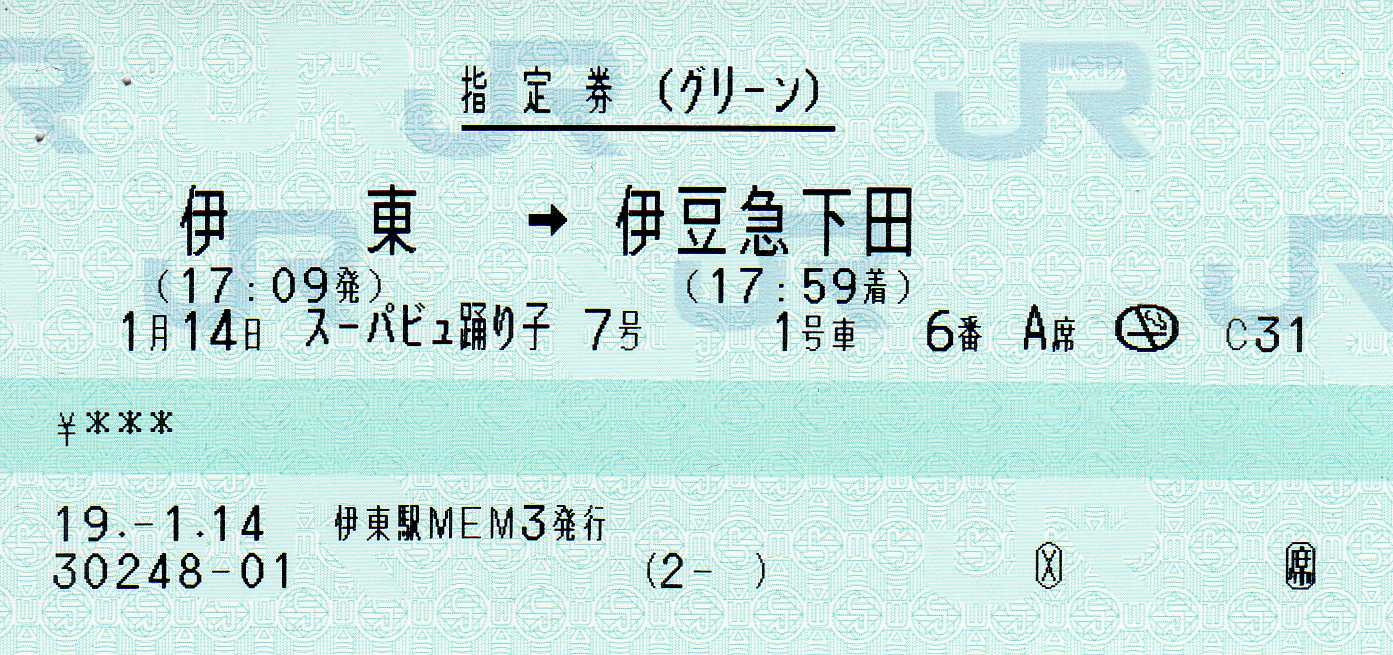 指定券(グリーン)
伊東 ➡ 伊豆急下田
(17:09発) (17:59着)
1月14日 スーパビュ踊り子 7号 1号車 6番 A席 C31
¥***
19.-1.14 伊東駅MEM3発行
30248-01 (2- ) Ⓧ 席